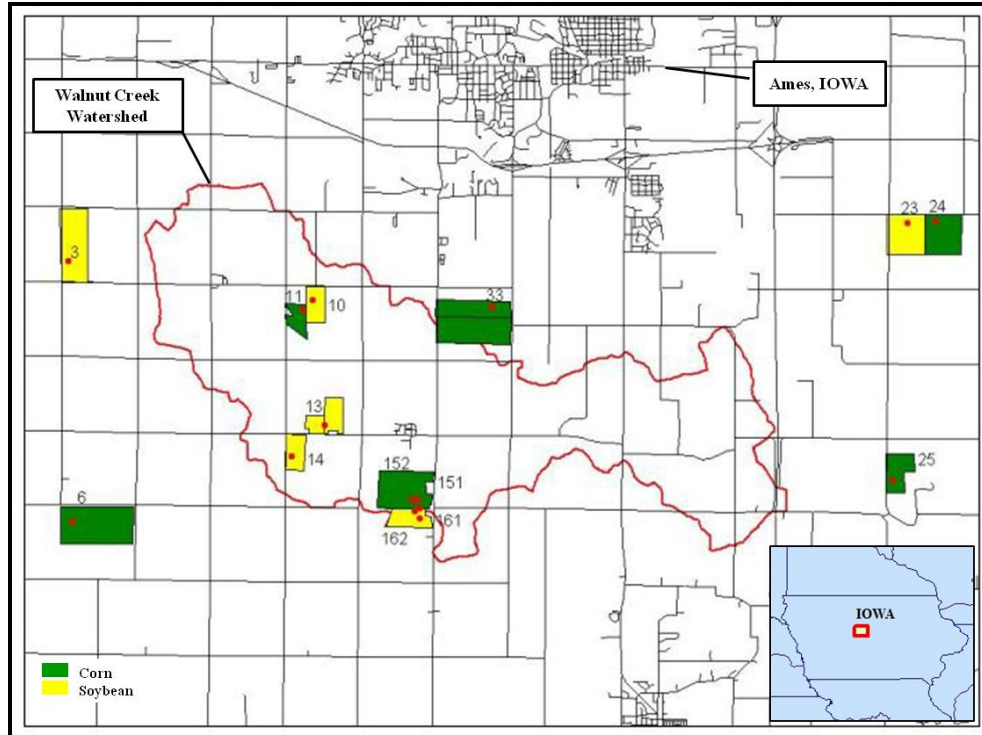 Walnut Creek
Watershed
Ames, IOWA
23
24
3
11
10
33
13
14
152
151
25
6
161
162
IOWA
Corn
Soybean